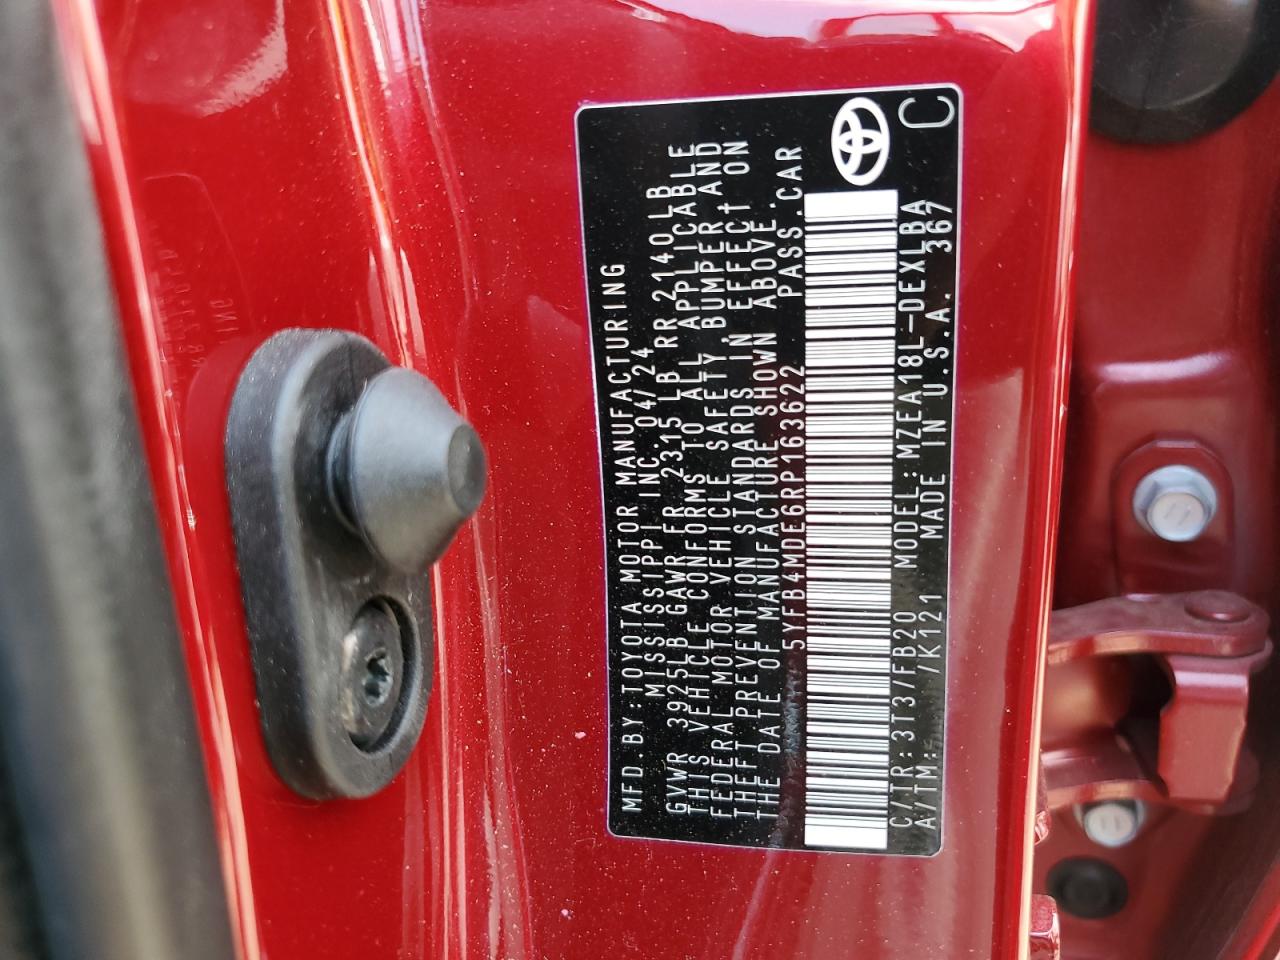 MFD. BY: TOYOTA MOTOR MANUFACTURING
MISSISSIPPI INC. 04/24
GVWR 3925LB GAWR FR 2315 LB RR 2140 LB
THIS VEHICLE CONFORMS TO ALL APPLICABLE
FEDERAL MOTOR VEHICLE SAFETY, BUMPER, AND
THEFT PREVENTION STANDARDS IN EFFECT ON
THE DATE OF MANUFACTURE SHOWN ABOVE.
5YFB4MDE6RP163622 PASS. CAR
C/TR: 3T3/FB20 MODEL: MZEA18L-DEXLBA
A/TM: /K121 MADE IN U.S.A. 367
C